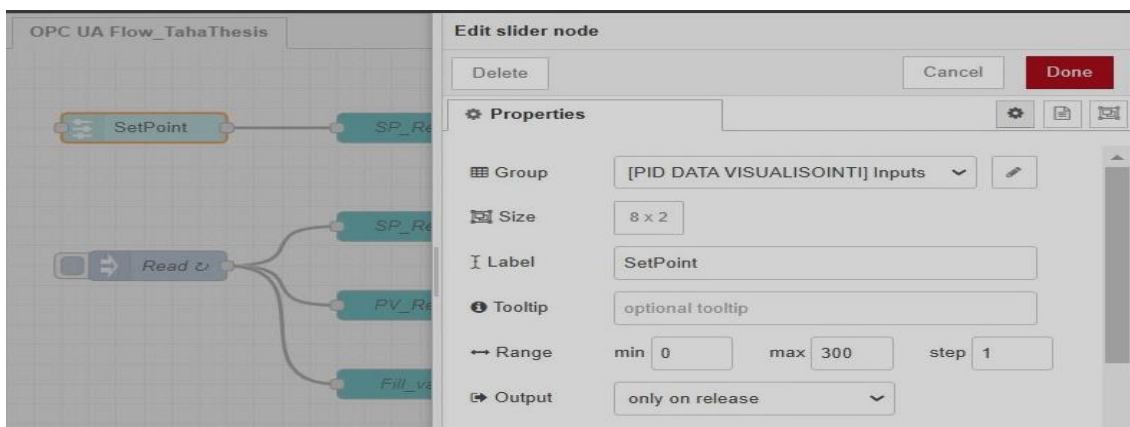 OPC UA Flow_TahaThesis
SetPoint
SP_Re
Read ↻
SP_Re
PV_Re
Fill_va
Edit slider node
Delete
Cancel
Done
Properties
Group
[PID DATA VISUALISOINTI] Inputs
Size
8 x 2
Label
SetPoint
Tooltip
optional tooltip
Range
min 0 max 300 step 1
Output
only on release